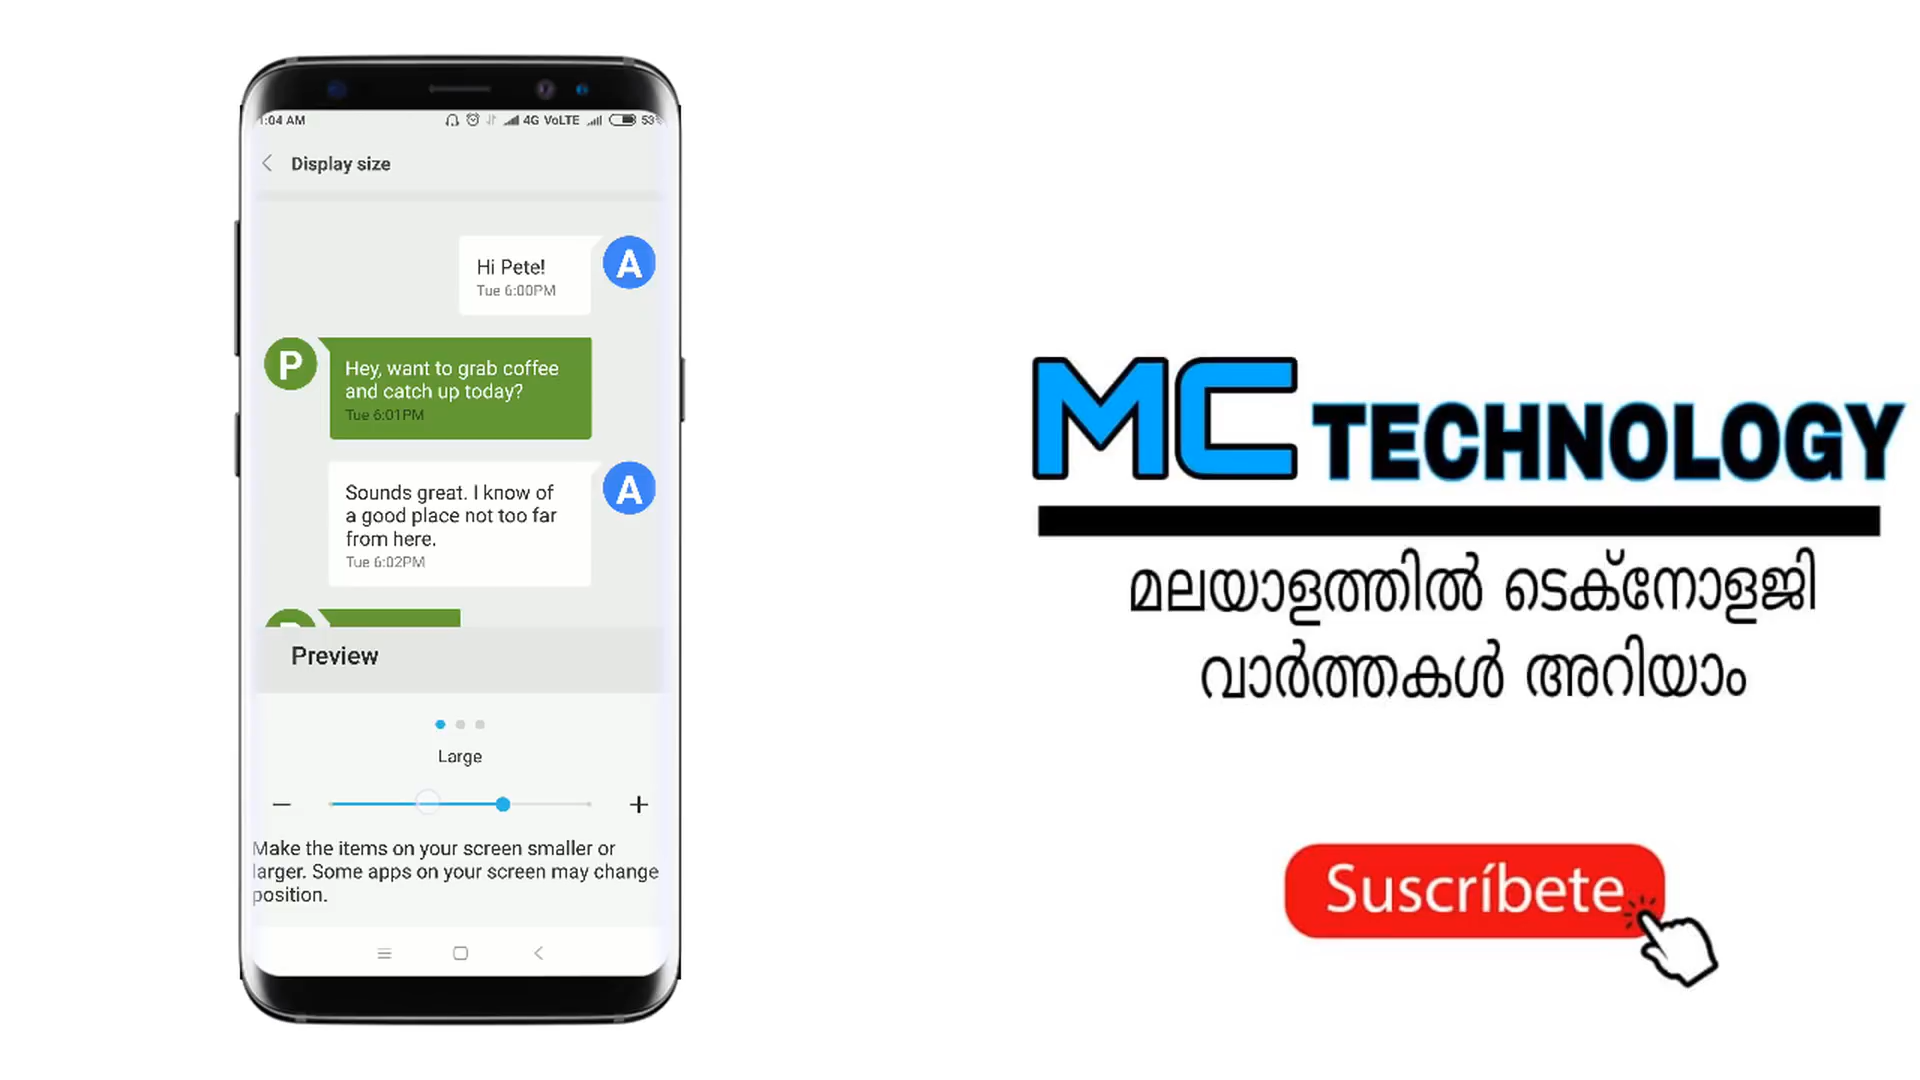 1:04 AM
4G VoLTE
53%
Display size
Hi Pete!
Tue 6:00PM
A
P
Hey, want to grab coffee
and catch up today?
Tue 6:01PM
Sounds great. I know of
a good place not too far
from here.
Tue 6:02PM
A
Preview
Large
Make the items on your screen smaller or
larger. Some apps on your screen may change
position.
MC TECHNOLOGY
മലയാളത്തിൽ ടെക്നോളജി
വാർത്തകൾ അറിയാം
Suscríbete